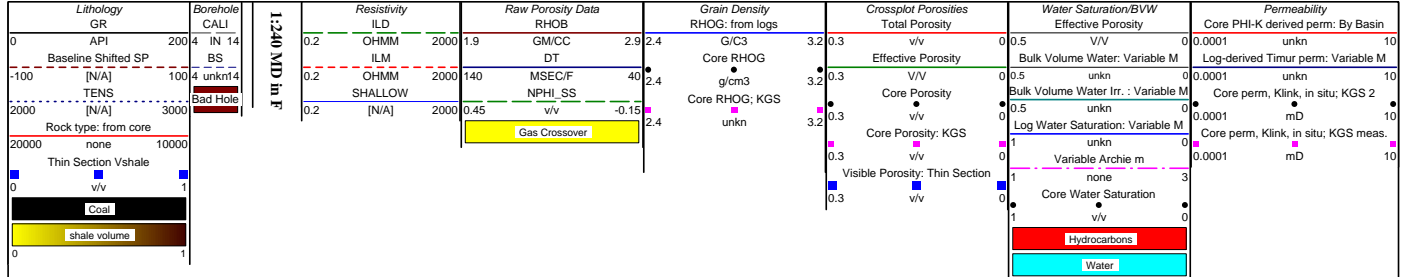 Lithology
GR
0 API 200
Baseline Shifted SP
-100 [N/A] 100
TENS
2000 [N/A] 3000
Rock type: from core
20000 none 10000
Thin Section Vshale
0 v/v 1
Coal
shale volume
0 1
Borehole
CALI
4 IN 14
BS
4 unkn14
Bad Hole
1:240 MD in F
Resistivity
ILD
0.2 OHMM 2000
ILM
0.2 OHMM 2000
SHALLOW
0.2 [N/A] 2000
Raw Porosity Data
RHOB
1.9 GM/CC 2.9
DT
140 MSEC/F 40
NPHI_SS
0.45 v/v -0.15
Gas Crossover
Grain Density
RHOG: from logs
2.4 G/C3 3.2
Core RHOG
2.4 g/cm3 3.2
Core RHOG; KGS
2.4 unkn 3.2
Crossplot Porosities
Total Porosity
0.3 v/v 0
Effective Porosity
0.3 V/V 0
Core Porosity
0.3 v/v 0
Core Porosity: KGS
0.3 v/v 0
Visible Porosity: Thin Section
0.3 v/v 0
Water Saturation/BVW
Effective Porosity
0.5 V/V 0
Bulk Volume Water: Variable M
0.5 unkn 0
Bulk Volume Water Irr. : Variable M
0.5 unkn 0
Log Water Saturation: Variable M
1 unkn 0
Variable Archie m
1 none 3
Core Water Saturation
1 v/v 0
Hydrocarbons
Water
Permeability
Core PHI-K derived perm: By Basin
0.0001 unkn 10
Log-derived Timur perm: Variable M
0.0001 unkn 10
Core perm, Klink, in situ; KGS 2
0.0001 mD 10
Core perm, Klink, in situ; KGS meas.
0.0001 mD 10